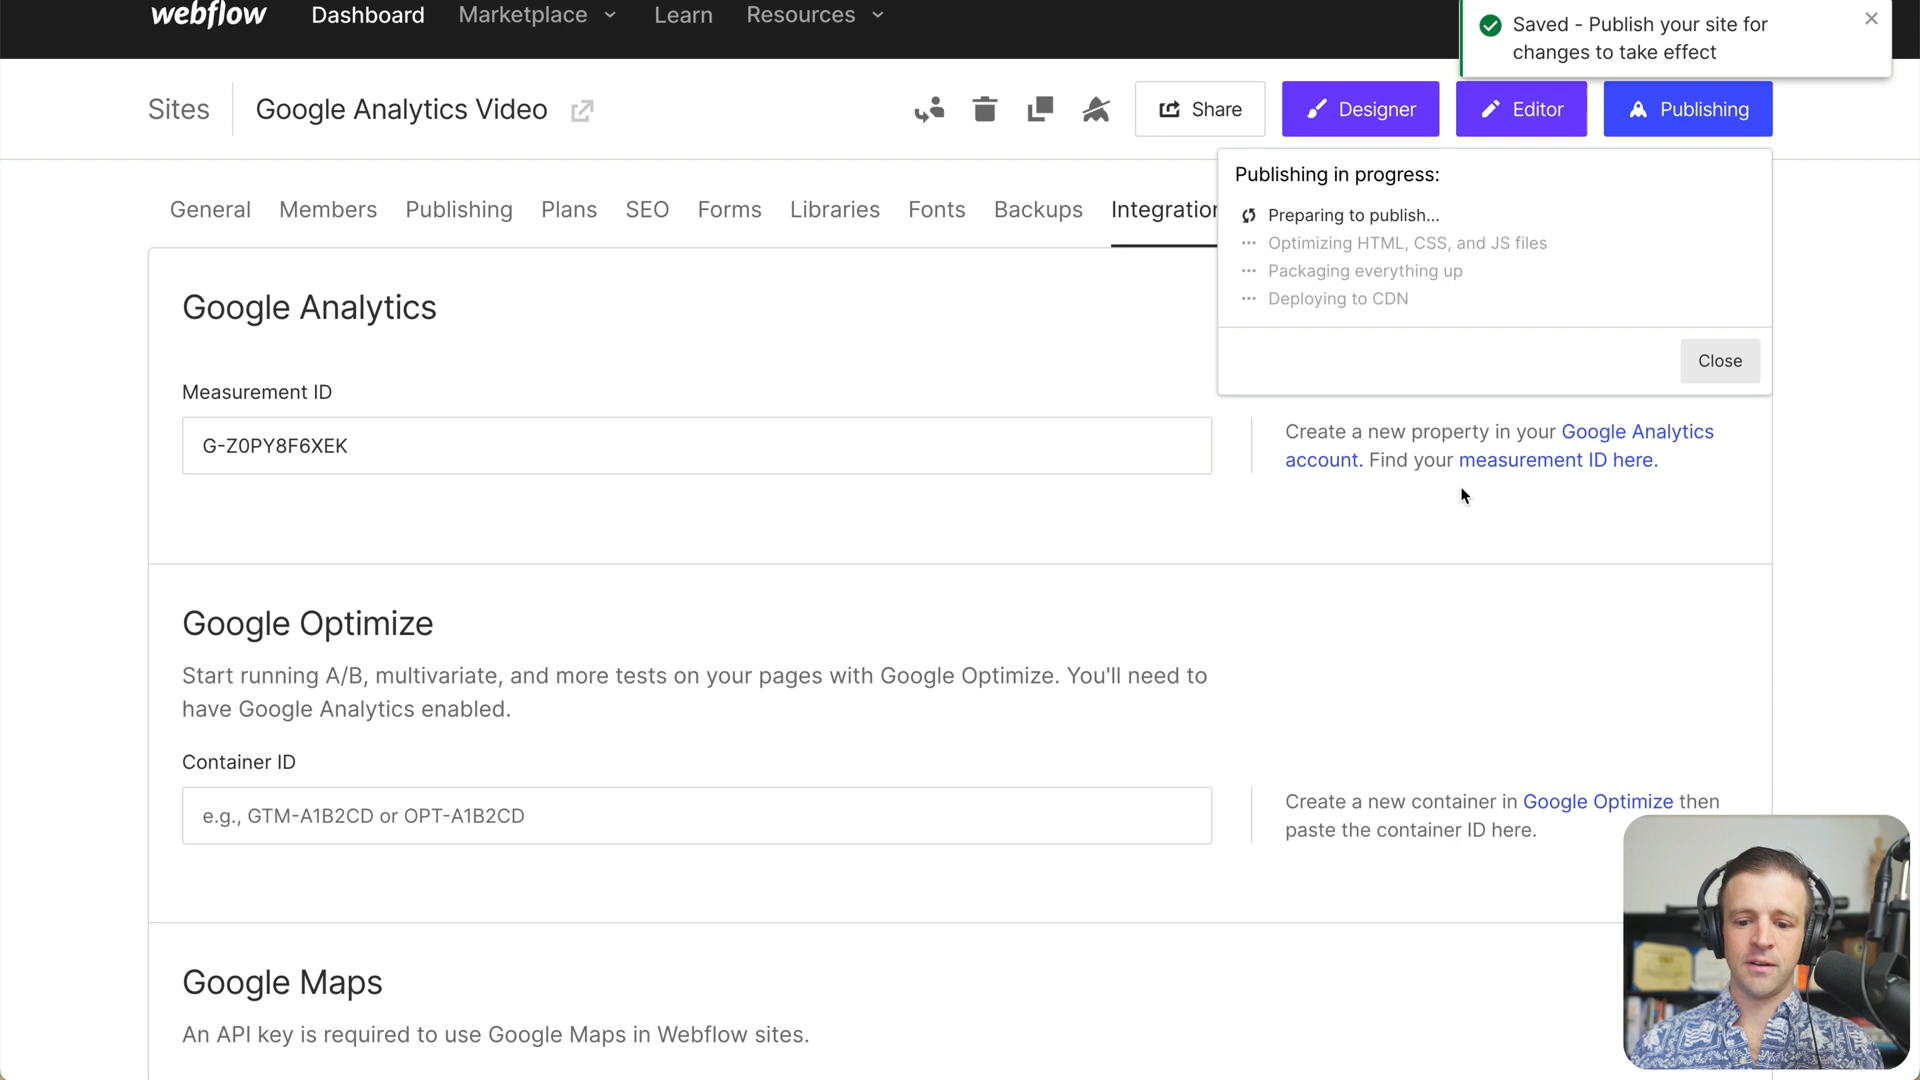 webflow
Dashboard
Marketplace
Learn
Resources
Saved - Publish your site for
changes to take effect
Sites
Google Analytics Video
Share
Designer
Editor
Publishing
General
Members
Publishing
Plans
SEO
Forms
Libraries
Fonts
Backups
Integration
Publishing in progress:
Preparing to publish...
Optimizing HTML, CSS, and JS files
Packaging everything up
Deploying to CDN
Close
Google Analytics
Measurement ID
G-Z0PY8F6XEK
Create a new property in your Google Analytics
account. Find your measurement ID here.
Google Optimize
Start running A/B, multivariate, and more tests on your pages with Google Optimize. You'll need to
have Google Analytics enabled.
Container ID
e.g., GTM-A1B2CD or OPT-A1B2CD
Create a new container in Google Optimize then
paste the container ID here.
Google Maps
An API key is required to use Google Maps in Webflow sites.